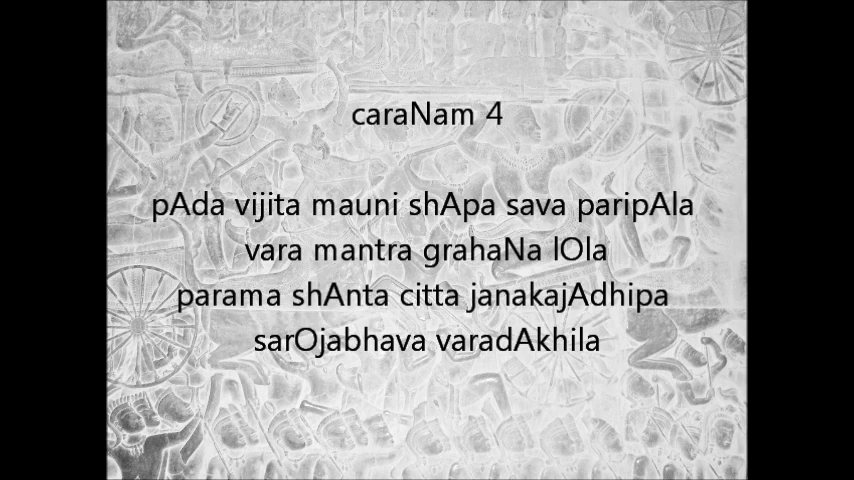 caraNam 4
pAda vijita mauni shApa sava paripAla
vara mantra grahaNa lOla
parama shAnta citta janakajAdhipa
sarOjabhava varadAkhila